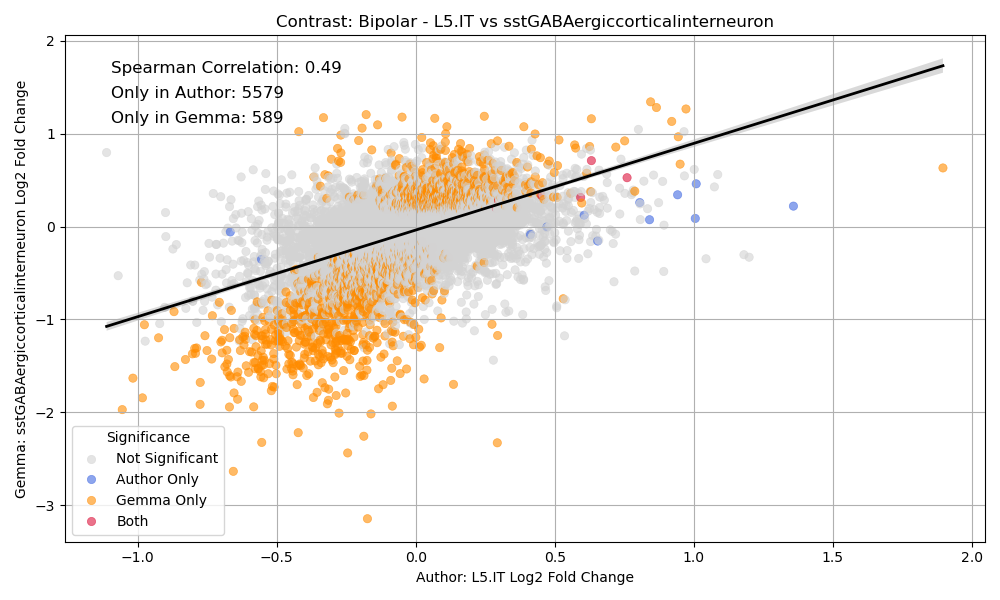 Contrast: Bipolar - L5.IT vs sstGABAergiccorticalinterneuron
Spearman Correlation: 0.49
Only in Author: 5579
Only in Gemma: 589
Gemma: sstGABAergiccorticalinterneuron Log2 Fold Change
2
1
0
−1
−2
−3
Significance
Not Significant
Author Only
Gemma Only
Both
−1.0
−0.5
0.0
0.5
1.0
1.5
2.0
Author: L5.IT Log2 Fold Change